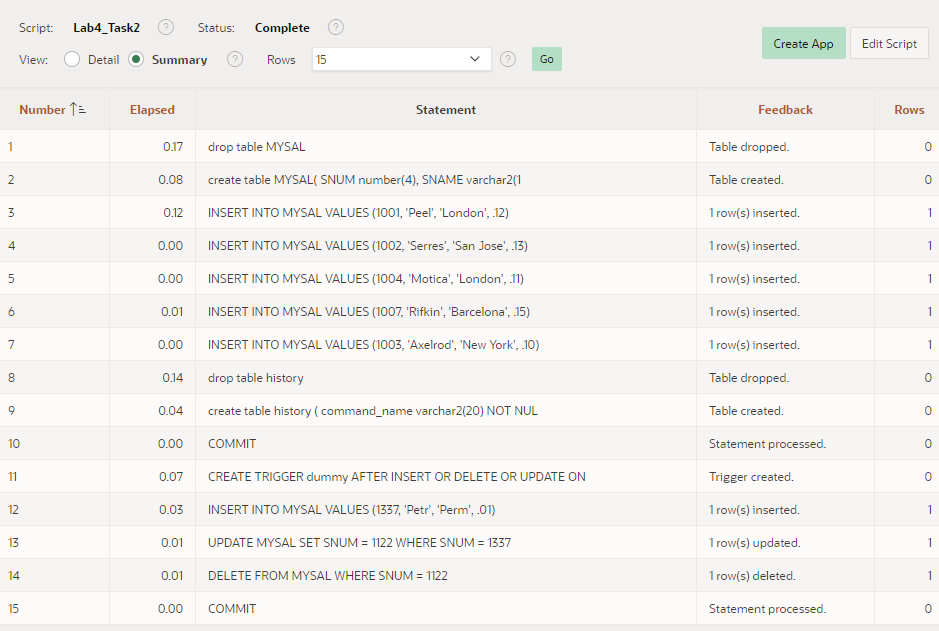 Script: Lab4_Task2 ? Status: Complete ?
View: Detail Summary ? Rows 15 ? Go
Create App Edit Script
Number Elapsed Statement Feedback Rows
1 0.17 drop table MYSAL Table dropped. 0
2 0.08 create table MYSAL( SNUM number(4), SNAME varchar2(1 Table created. 0
3 0.12 INSERT INTO MYSAL VALUES (1001, 'Peel', 'London', .12) 1 row(s) inserted. 1
4 0.00 INSERT INTO MYSAL VALUES (1002, 'Serres', 'San Jose', .13) 1 row(s) inserted. 1
5 0.00 INSERT INTO MYSAL VALUES (1004, 'Motica', 'London', .11) 1 row(s) inserted. 1
6 0.01 INSERT INTO MYSAL VALUES (1007, 'Rifkin', 'Barcelona', .15) 1 row(s) inserted. 1
7 0.00 INSERT INTO MYSAL VALUES (1003, 'Axelrod', 'New York', .10) 1 row(s) inserted. 1
8 0.14 drop table history Table dropped. 0
9 0.04 create table history ( command_name varchar2(20) NOT NUL Table created. 0
10 0.00 COMMIT Statement processed. 0
11 0.07 CREATE TRIGGER dummy AFTER INSERT OR DELETE OR UPDATE ON Trigger created. 0
12 0.03 INSERT INTO MYSAL VALUES (1337, 'Petr', 'Perm', .01) 1 row(s) inserted. 1
13 0.01 UPDATE MYSAL SET SNUM = 1122 WHERE SNUM = 1337 1 row(s) updated. 1
14 0.01 DELETE FROM MYSAL WHERE SNUM = 1122 1 row(s) deleted. 1
15 0.00 COMMIT Statement processed. 0